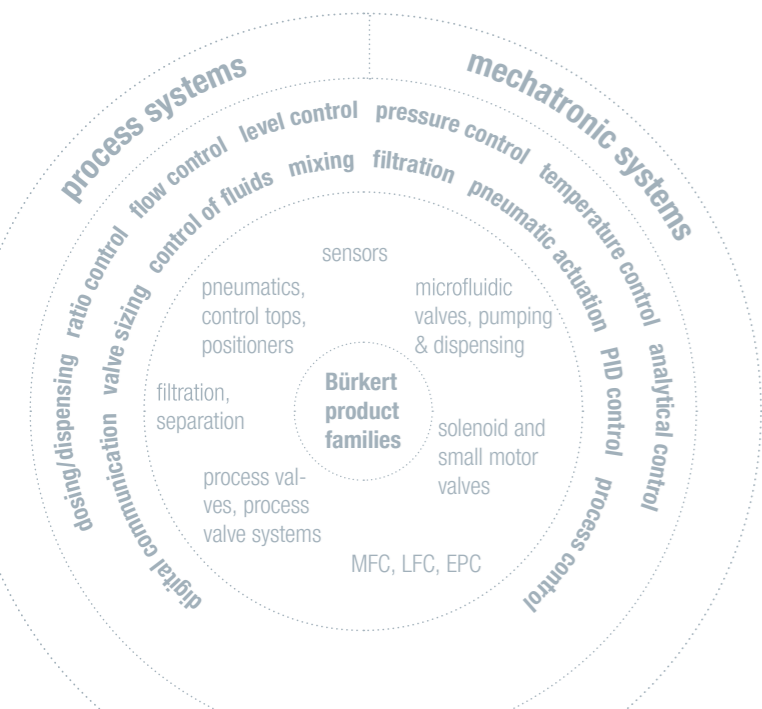 process systems
mechatronic systems
dosing/dispensing ratio control flow control level control pressure control temperature control analytical control
digital communication valve sizing control of fluids mixing filtration pneumatic actuation PID control process control
sensors
pneumatics,
control tops,
positioners
microfluidic
valves, pumping
& dispensing
filtration,
separation
Bürkert
product
families
solenoid and
small motor
valves
process val-
ves, process
valve systems
MFC, LFC, EPC